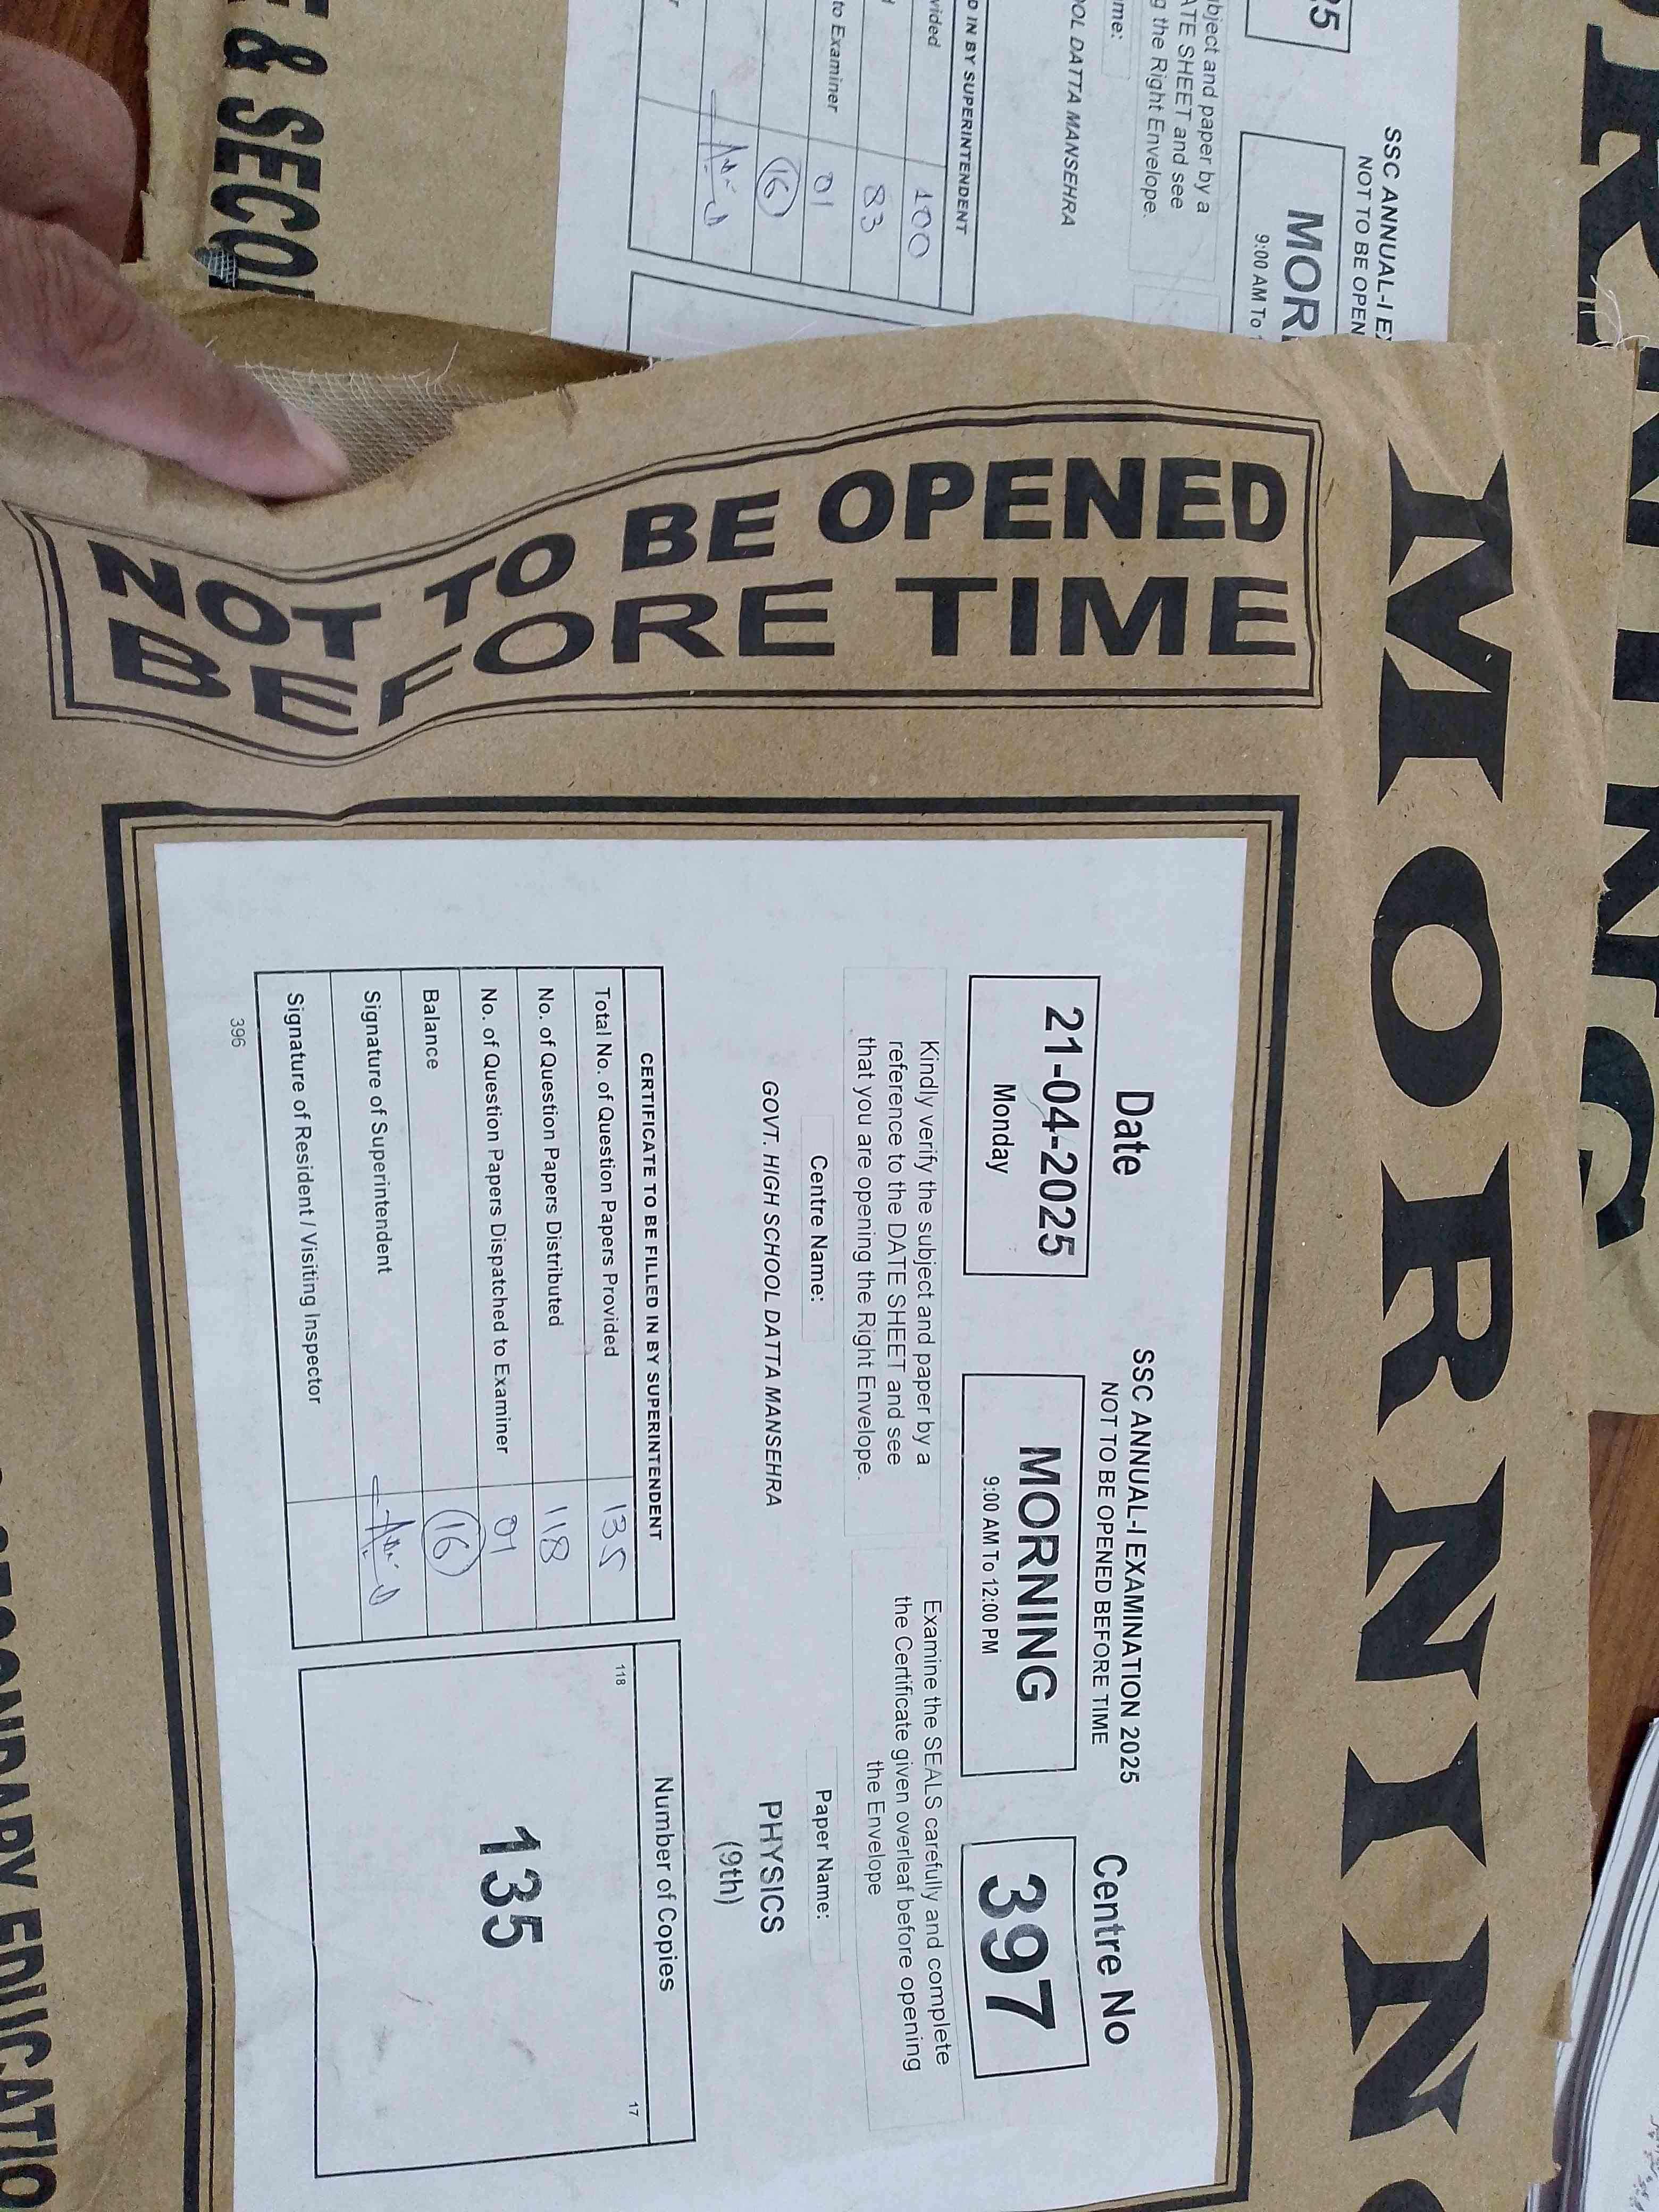 MORNING
NOT TO BE OPENED
BEFORE TIME
SSC ANNUAL-I EXAMINATION 2025
NOT TO BE OPENED BEFORE TIME
Date
21-04-2025
Monday
MORNING
9:00 AM To 12:00 PM
Centre No
397
Kindly verify the subject and paper by a
reference to the DATE SHEET and see
that you are opening the Right Envelope.
Examine the SEALS carefully and complete
the Certificate given overleaf before opening
the Envelope
Centre Name:
GOVT. HIGH SCHOOL DATTA MANSEHRA
Paper Name:
PHYSICS
(9th)
CERTIFICATE TO BE FILLED IN BY SUPERINTENDENT
Total No. of Question Papers Provided 135
No. of Question Papers Distributed 118
No. of Question Papers Dispatched to Examiner 01
Balance 16
Signature of Superintendent
Signature of Resident / Visiting Inspector
396
Number of Copies
118
17
135
SECONDARY EDUCATIO
SSC ANNUAL-I EX
NOT TO BE OPEN
5
MOR
9:00 AM To
bject and paper by a
ATE SHEET and see
g the Right Envelope.
me:
OL DATTA MANSEHRA
D IN BY SUPERINTENDENT
vided 100
83
to Examiner 01
16
E & SECON